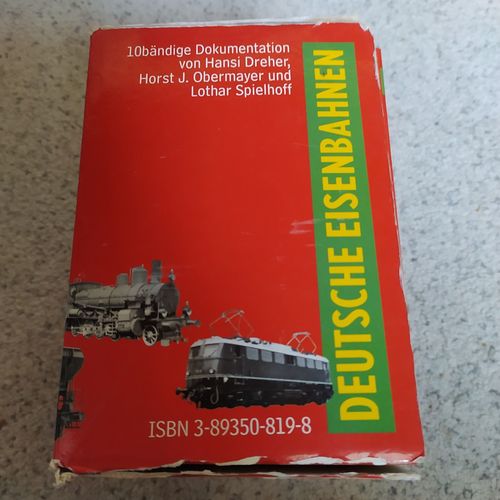 10bändige Dokumentation
von Hansi Dreher,
Horst J. Obermayer und
Lothar Spielhoff
DEUTSCHE EISENBAHNEN
ISBN 3-89350-819-8